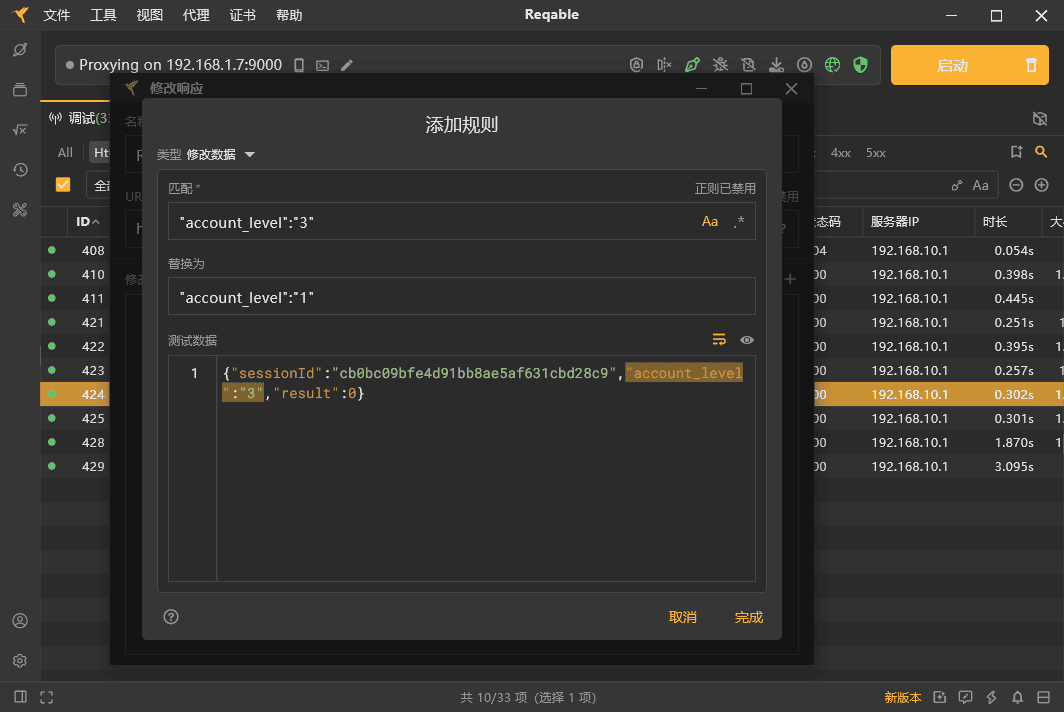 文件 工具 视图 代理 证书 帮助 Reqable
Proxying on 192.168.1.7:9000 启动
修改响应
调试(33
添加规则
All Ht 4xx 5xx
类型 修改数据
匹配* 正则已禁用
Aa
"account_level":"3" Aa .*
ID 状态码 服务器IP 时长 大
408 04 192.168.10.1 0.054s
替换为
410 00 192.168.10.1 0.398s 1.
"account_level":"1"
411 00 192.168.10.1 0.445s
421 00 192.168.10.1 0.251s 1
测试数据
422 00 192.168.10.1 0.395s 1.
423 00 192.168.10.1 0.257s 1
1 {"sessionId":"cb0bc09bfe4d91bb8ae5af631cbd28c9","account_level
":"3","result":0}
424 00 192.168.10.1 0.302s 1.
425 00 192.168.10.1 0.301s 1.
428 00 192.168.10.1 1.870s 1
429 00 192.168.10.1 3.095s
取消 完成
共 10/33 项 (选择 1 项) 新版本